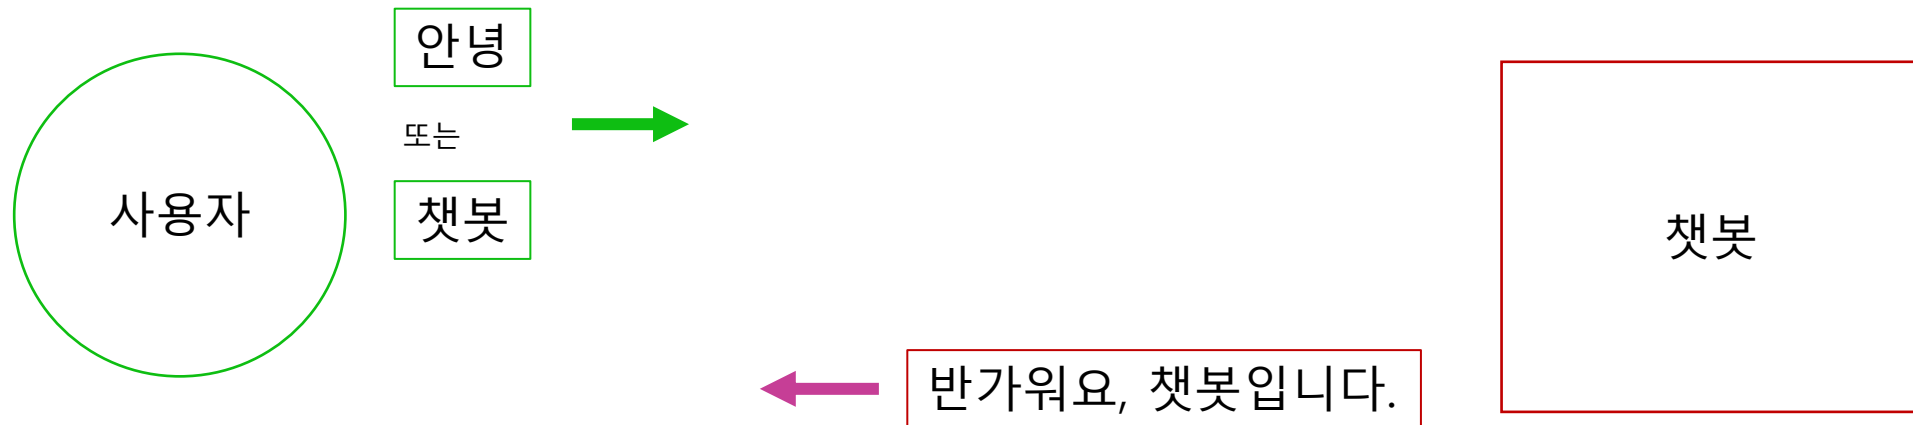 안녕
또는
챗봇
사용자
챗봇
반가워요, 챗봇입니다.